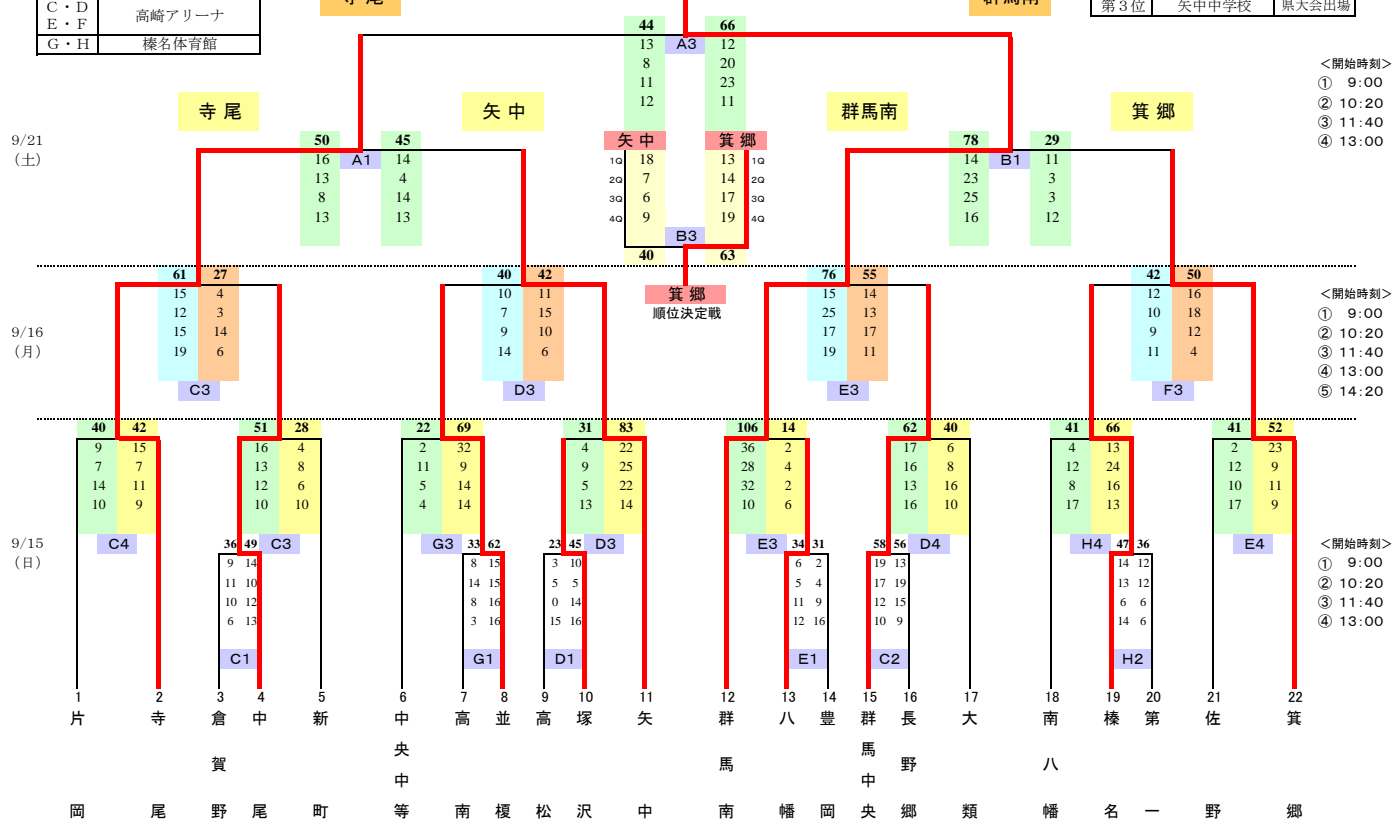 C・D
E・F
高崎アリーナ
G・H 榛名体育館
第３位 矢中中学校 県大会出場
44 66
A3
13 12
8 20
11 23
12 11
＜開始時刻＞
① 9:00
② 10:20
③ 11:40
④ 13:00
寺 尾
矢 中
群馬南
箕 郷
9/21
（土）
50 45
A1
16 14
13 4
8 14
13 13
矢 中 箕 郷
1Q 18 13 1Q
2Q 7 14 2Q
3Q 6 17 3Q
4Q 9 19 4Q
B3
40 63
箕 郷
順位決定戦
78 29
B1
14 11
23 3
25 3
16 12
9/16
（月）
61 27
15 4
12 3
15 14
19 6
C3
40 42
10 11
7 15
9 10
14 6
D3
76 55
15 14
25 13
17 17
19 11
E3
42 50
12 16
10 18
9 12
11 4
F3
＜開始時刻＞
① 9:00
② 10:20
③ 11:40
④ 13:00
⑤ 14:20
9/15
（日）
40 42
9 15
7 7
14 11
10 9
C4
51 28
16 4
13 8
12 6
10 10
C3
22 69
2 32
11 9
5 14
4 14
G3
31 83
4 22
9 25
5 22
13 14
D3
106 14
36 2
28 4
32 2
10 6
E3
62 40
17 6
16 8
13 16
16 10
D4
41 66
4 13
12 24
8 16
17 13
H4
41 52
2 23
12 9
10 11
17 9
E4
＜開始時刻＞
① 9:00
② 10:20
③ 11:40
④ 13:00
36 49
9 14
11 10
10 12
6 13
C1
33 62
8 15
14 15
8 16
3 16
G1
23 45
3 10
5 5
0 14
15 16
D1
34 31
6 2
5 4
11 9
12 16
E1
58 56
19 13
17 19
12 15
10 9
C2
47 36
14 12
13 12
6 6
14 6
H2
1 片岡
2 寺尾
3 倉賀野
4 中尾
5 新町
6 中央中等
7 高南
8 並榎
9 高松
10 塚沢
11 矢中
12 群馬南
13 八幡
14 豊岡
15 群馬中央
16 長野郷
17 大類
18 南八幡
19 榛名
20 第一
21 佐野
22 箕郷